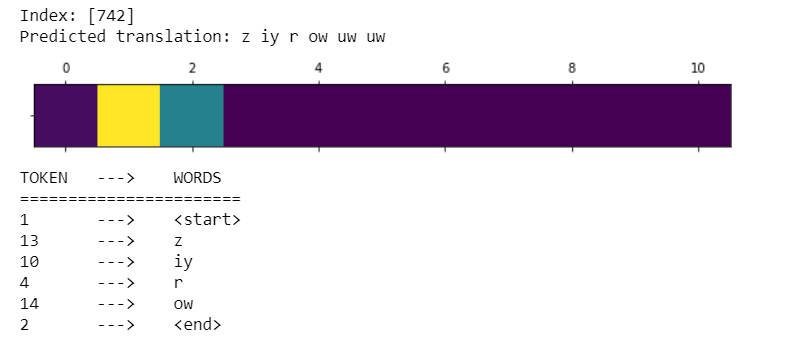 Index: [742]
Predicted translation: z iy r ow uw uw
0 2 4 6 8 10
TOKEN ---> WORDS
=======================
1 ---> <start>
13 ---> z
10 ---> iy
4 ---> r
14 ---> ow
2 ---> <end>